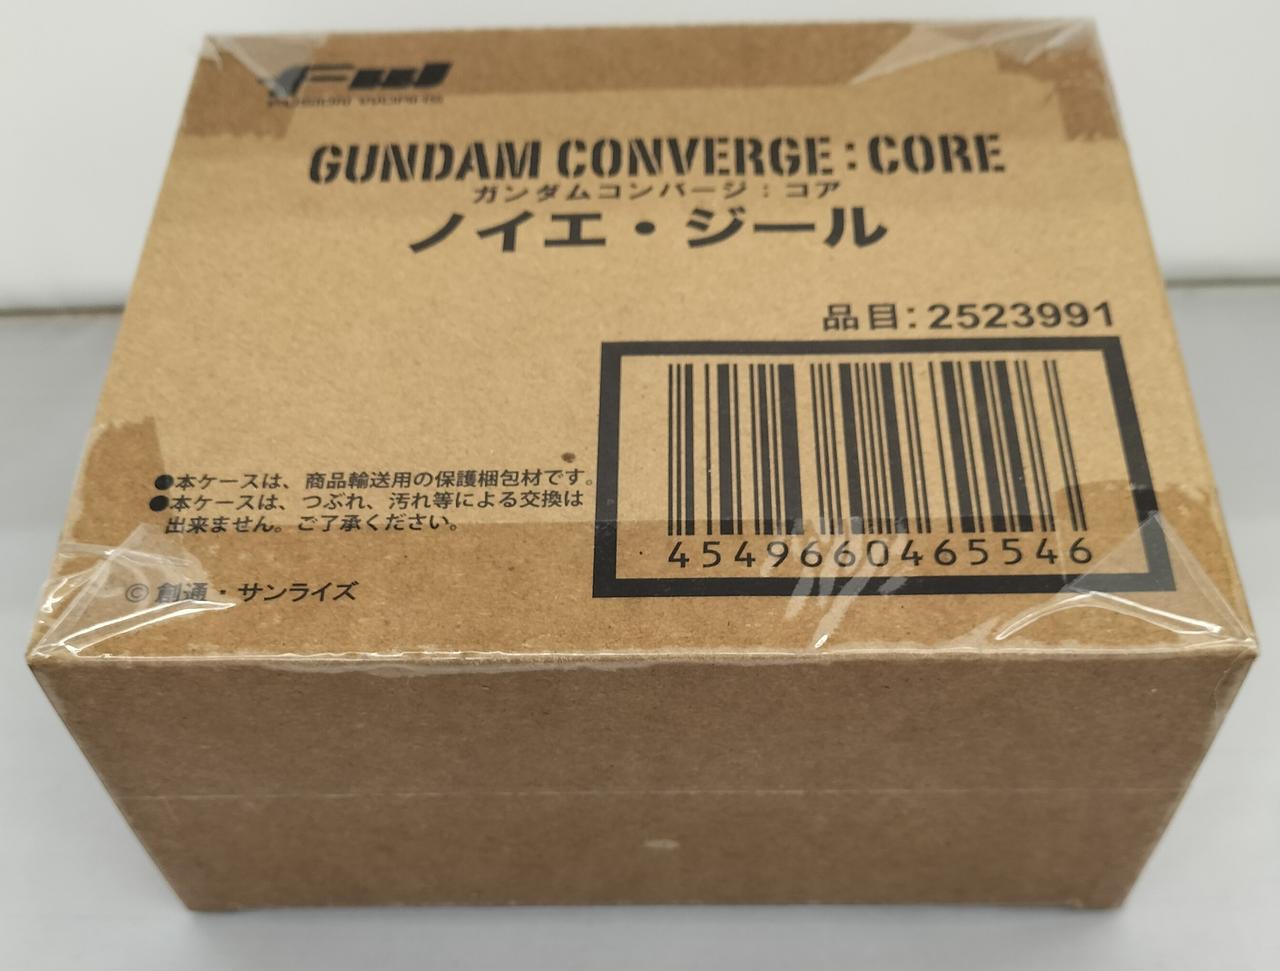 FW
GUNDAM CONVERGE:CORE
ガンダムコンバージ:コア
ノイエ・ジール
品目:2523991
4549660465546
●本ケースは、商品輸送用の保護梱包材です。
●本ケースは、つぶれ、汚れ等による交換は
出来ません。ご了承ください。
© 創通・サンライズ